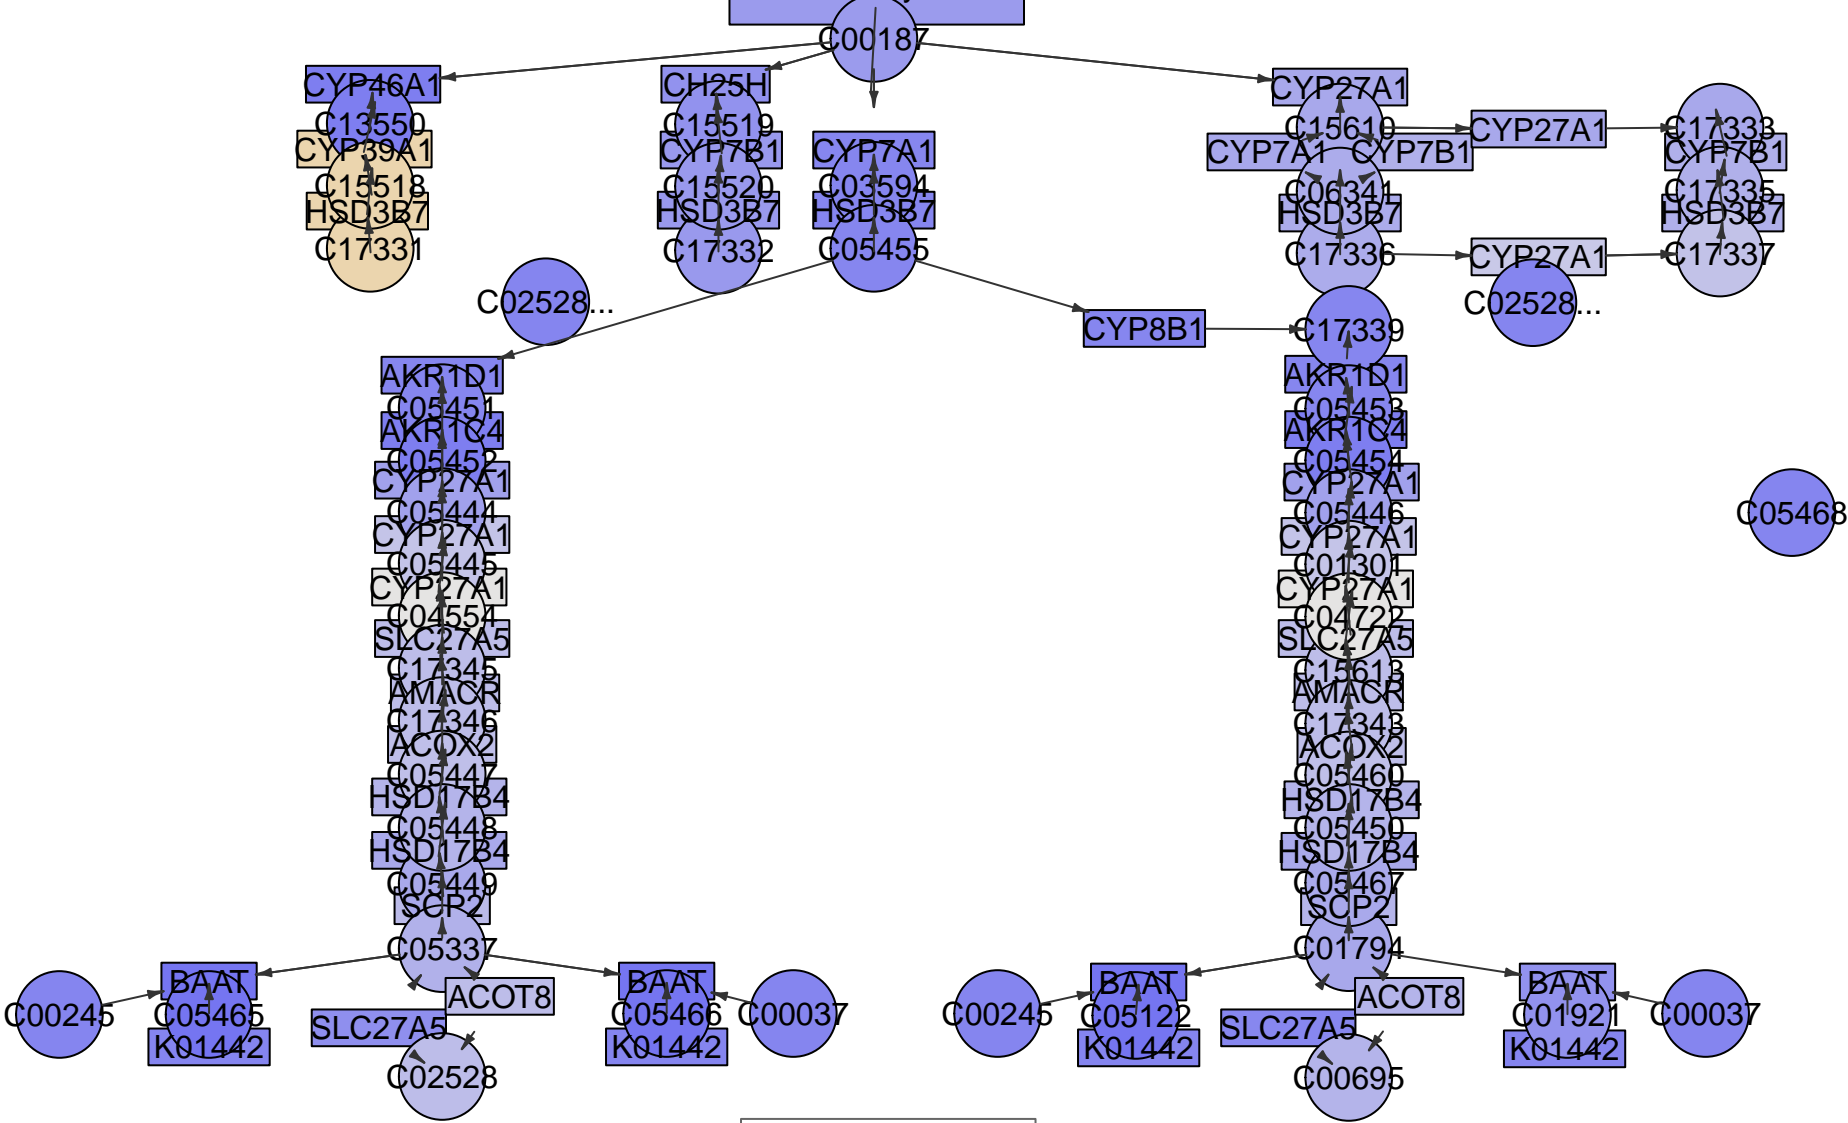 C00187
CYP46A1
CH25H
CYP27A1
C13550
C15519
C15610
CYP27A1
C17333
CYP39A1
CYP7B1
CYP7A1
CYP7A1
CYP7B1
CYP7B1
C15518
C15520
C03594
C06341
C17335
HSD3B7
HSD3B7
HSD3B7
HSD3B7
HSD3B7
C17331
C17332
C05455
C17336
CYP27A1
C17337
C02528...
C02528...
CYP8B1
C17339
AKR1D1
AKR1D1
C05451
C05453
AKR1C4
AKR1C4
C05452
C05454
CYP27A1
CYP27A1
C05444
C05446
C05468
CYP27A1
CYP27A1
C05445
C01301
CYP27A1
CYP27A1
C04554
C04722
SLC27A5
SLC27A5
C17345
C15613
AMACR
AMACR
C17346
C17343
ACOX2
ACOX2
C05447
C05460
HSD17B4
HSD17B4
C05448
C05450
HSD17B4
HSD17B4
C05449
C05467
SCP2
SCP2
C05337
C01794
BAAT
BAAT
BAAT
BAAT
ACOT8
ACOT8
C00245
C05465
C05466
C00037
C00245
C05122
C01921
C00037
SLC27A5
SLC27A5
K01442
K01442
K01442
K01442
C02528
C00695